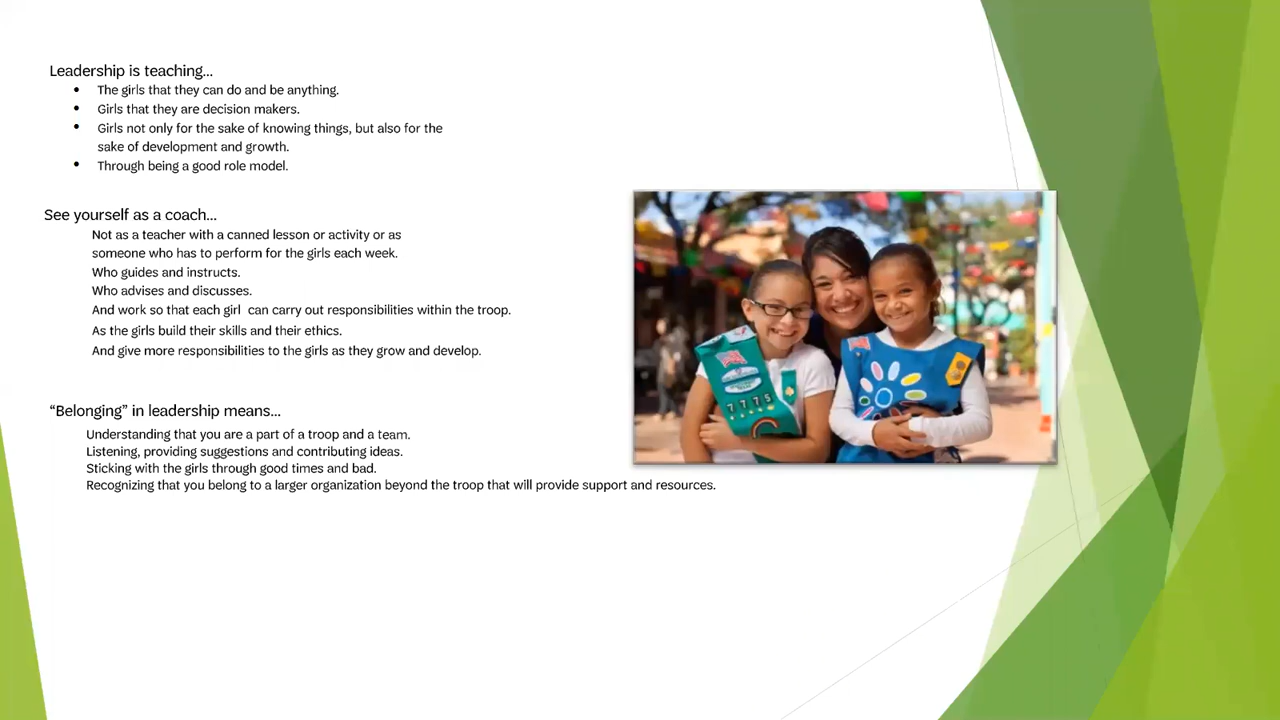 Leadership is teaching...
• The girls that they can do and be anything.
• Girls that they are decision makers.
• Girls not only for the sake of knowing things, but also for the
sake of development and growth.
• Through being a good role model.
See yourself as a coach...
Not as a teacher with a canned lesson or activity or as
someone who has to perform for the girls each week.
Who guides and instructs.
Who advises and discusses.
And work so that each girl  can carry out responsibilities within the troop.
As the girls build their skills and their ethics.
And give more responsibilities to the girls as they grow and develop.
“Belonging” in leadership means...
Understanding that you are a part of a troop and a team.
Listening, providing suggestions and contributing ideas.
Sticking with the girls through good times and bad.
Recognizing that you belong to a larger organization beyond the troop that will provide support and resources.
7775